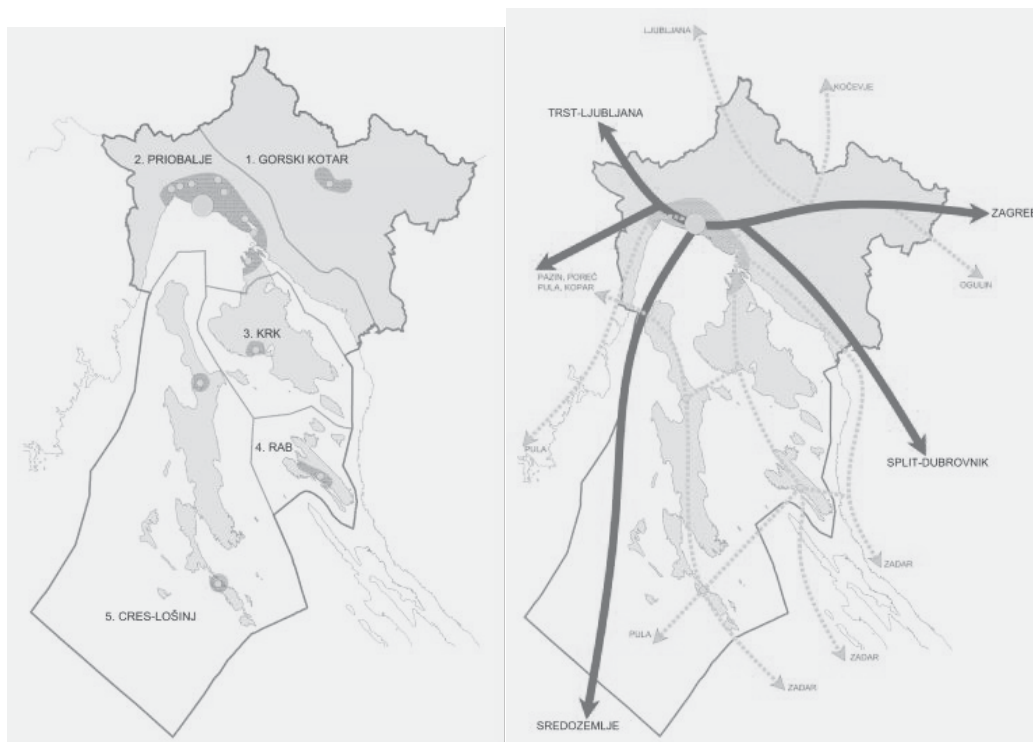 2. PRIOBALJE
1. GORSKI KOTAR
3. KRK
4. RAB
5. CRES-LOŠINJ
LJUBLJANA
KOČEVJE
TRST-LJUBLJANA
ZAGREB
PAZIN, POREČ
PULA, KOPAR
OGULIN
PULA
SPLIT-DUBROVNIK
ZADAR
PULA
ZADAR
ZADAR
SREDOZEMLJE